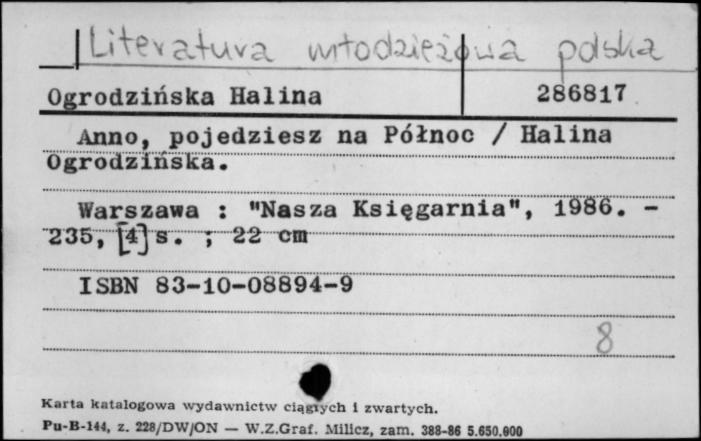 Literatura młodzieżowa polska
Ogrodzińska Halina 286817
Anno, pojedziesz na Północ / Halina
Ogrodzińska.
Warszawa : "Nasza Księgarnia", 1986. -
235, [4] s. ; 22 cm
ISBN 83-10-08894-9
8
Karta katalogowa wydawnictw ciągłych i zwartych.
Pu-B-144, z. 228/DW/ON — W.Z.Graf. Milicz, zam. 388-86 5.650.000